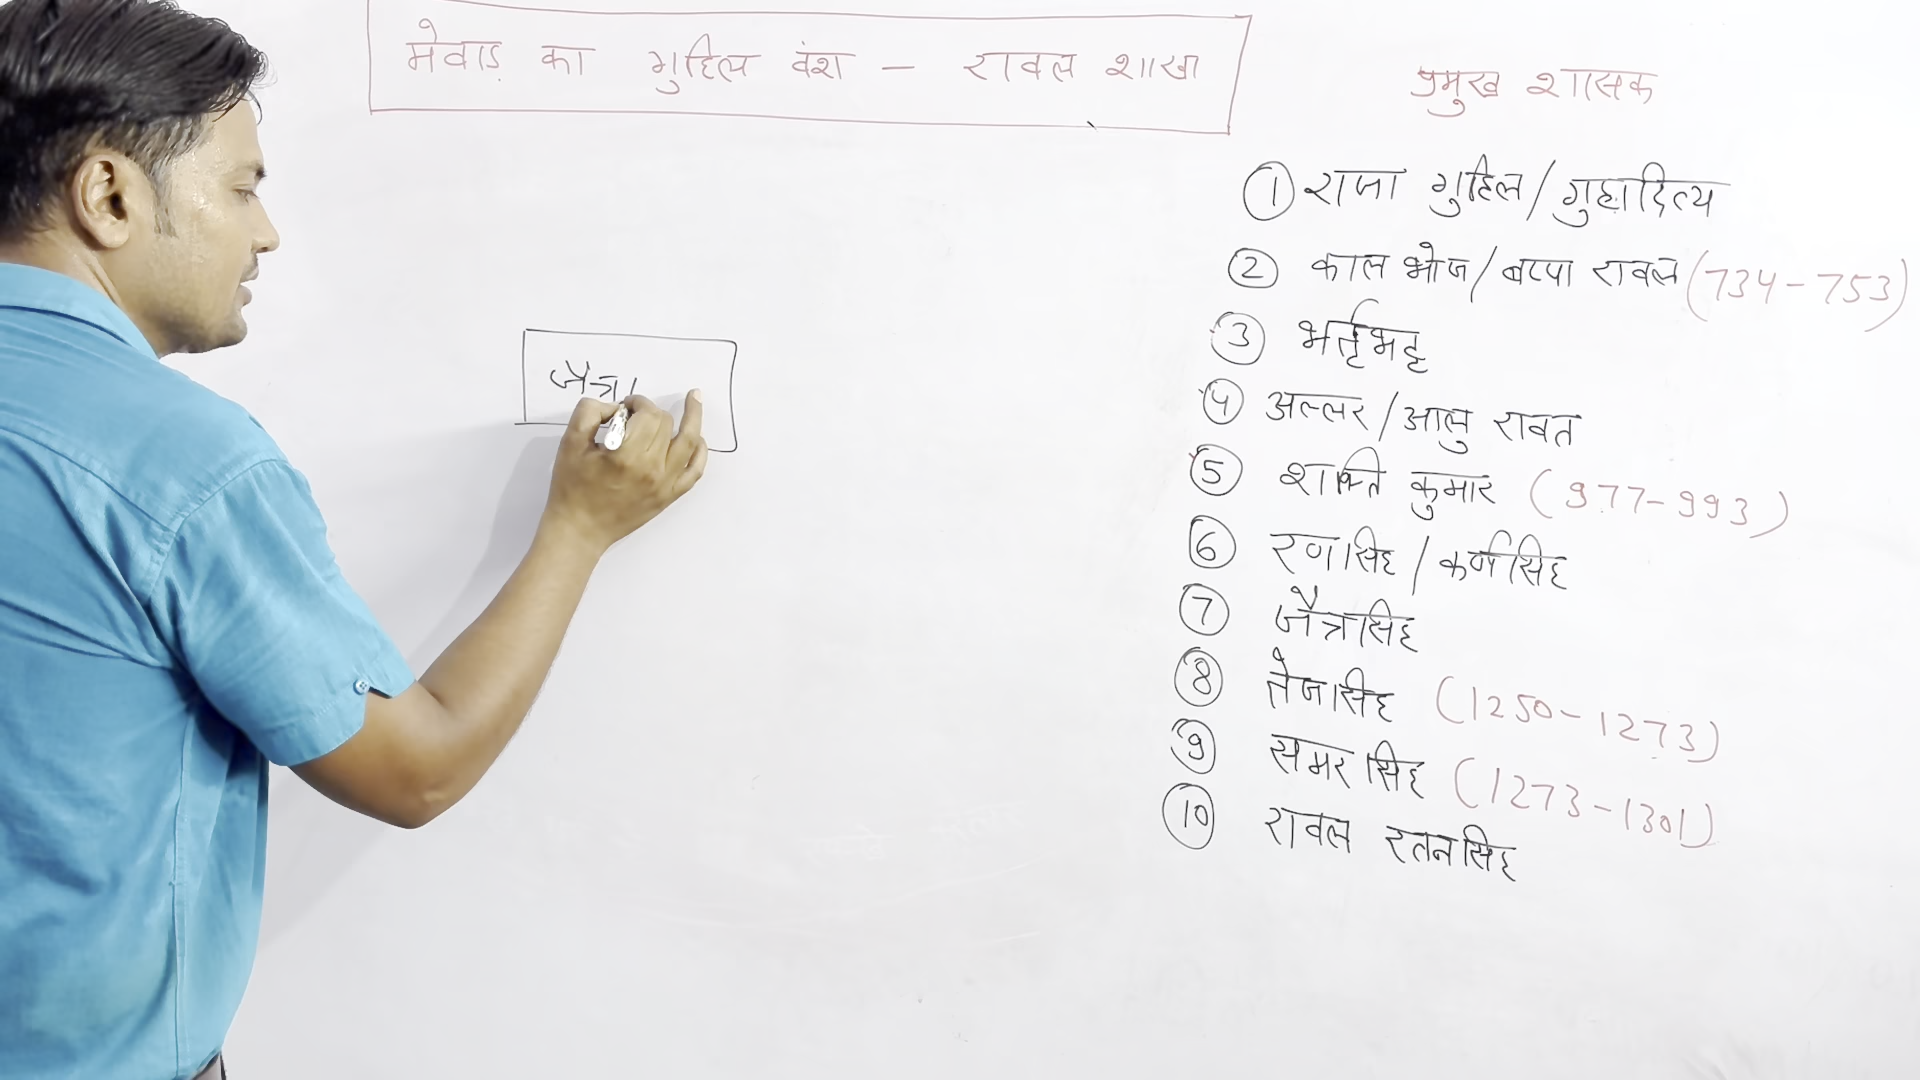 मेवाड़ का गुहिल वंश - रावल शाखा
प्रमुख शासक
① राजा गुहिल/गुहादित्य
② काल भोज/बप्पा रावल (734-753)
③ भर्तृभट्ट
④ अल्लर/आलु रावत
⑤ शक्ति कुमार (977-993)
⑥ रणसिंह/कर्णसिंह
⑦ जैत्रसिंह
⑧ तेजसिंह (1250-1273)
⑨ समरसिंह (1273-1301)
⑩ रावल रतनसिंह
जैत्र